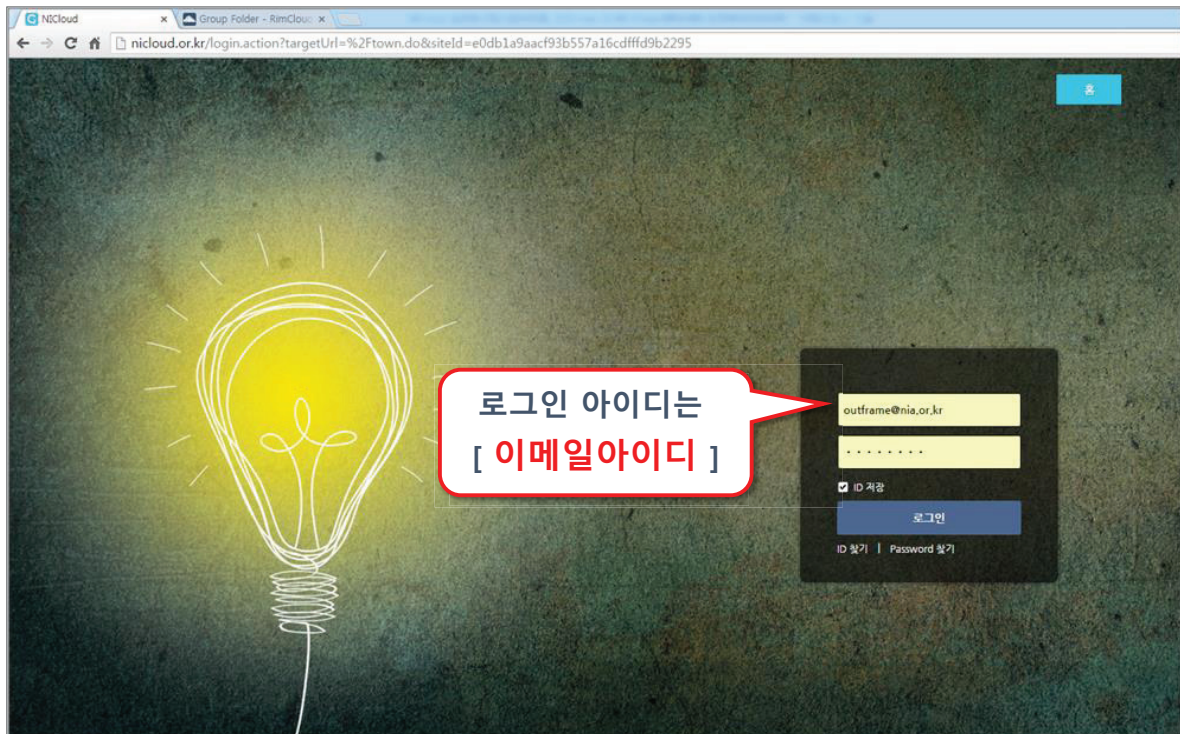 NICloud
Group Folder - RimClou
nicloud.or.kr/login.action?targetUrl=%2Ftown.do&siteId=e0db1a9aacf93b557a16cdfffd9b2295
홈
로그인 아이디는
[ 이메일아이디 ]
outframe@nia.or.kr
ID 저장
로그인
ID 찾기 | Password 찾기